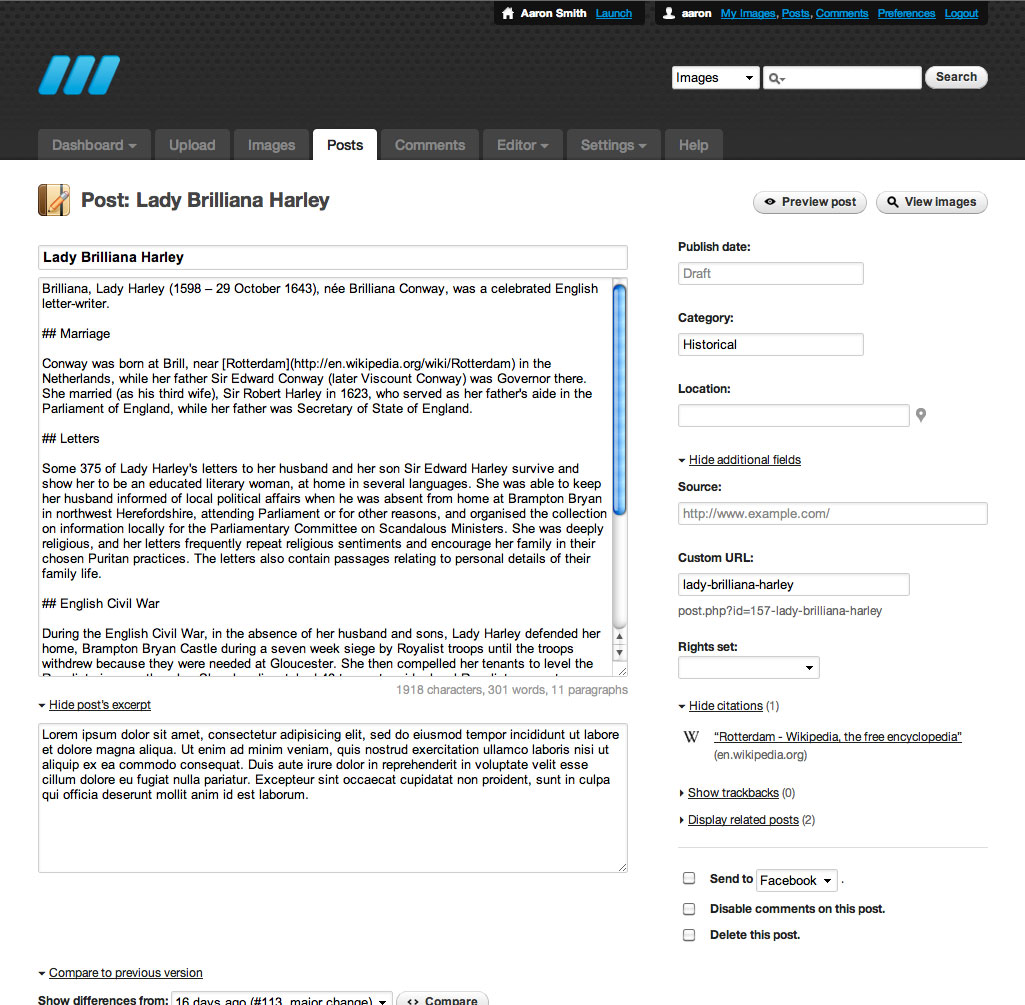 Aaron Smith Launch
aaron My Images, Posts, Comments Preferences Logout
Images Search
Dashboard Upload Images Posts Comments Editor Settings Help
Post: Lady Brilliana Harley
Preview post View images
Lady Brilliana Harley
Brilliana, Lady Harley (1598 – 29 October 1643), née Brilliana Conway, was a celebrated English
letter-writer.
## Marriage
Conway was born at Brill, near [Rotterdam](http://en.wikipedia.org/wiki/Rotterdam) in the
Netherlands, while her father Sir Edward Conway (later Viscount Conway) was Governor there.
She married (as his third wife), Sir Robert Harley in 1623, who served as her father's aide in the
Parliament of England, while her father was Secretary of State of England.
## Letters
Some 375 of Lady Harley's letters to her husband and her son Sir Edward Harley survive and
show her to be an educated literary woman, at home in several languages. She was able to keep
her husband informed of local political affairs when he was absent from home at Brampton Bryan
in northwest Herefordshire, attending Parliament or for other reasons, and organised the collection
on information locally for the Parliamentary Committee on Scandalous Ministers. She was deeply
religious, and her letters frequently repeat religious sentiments and encourage her family in their
chosen Puritan practices. The letters also contain passages relating to personal details of their
family life.
## English Civil War
During the English Civil War, in the absence of her husband and sons, Lady Harley defended her
home, Brampton Bryan Castle during a seven week siege by Royalist troops until the troops
withdrew because they were needed at Gloucester. She then compelled her tenants to level the
1918 characters, 301 words, 11 paragraphs
Hide post's excerpt
Lorem ipsum dolor sit amet, consectetur adipisicing elit, sed do eiusmod tempor incididunt ut labore
et dolore magna aliqua. Ut enim ad minim veniam, quis nostrud exercitation ullamco laboris nisi ut
aliquip ex ea commodo consequat. Duis aute irure dolor in reprehenderit in voluptate velit esse
cillum dolore eu fugiat nulla pariatur. Excepteur sint occaecat cupidatat non proident, sunt in culpa
qui officia deserunt mollit anim id est laborum.
Compare to previous version
Show differences from: 16 days ago (#113, major change) Compare
Publish date:
Draft
Category:
Historical
Location:
Hide additional fields
Source:
http://www.example.com/
Custom URL:
lady-brilliana-harley
post.php?id=157-lady-brilliana-harley
Rights set:
Hide citations (1)
W “Rotterdam - Wikipedia, the free encyclopedia”
(en.wikipedia.org)
Show trackbacks (0)
Display related posts (2)
Send to Facebook .
Disable comments on this post.
Delete this post.